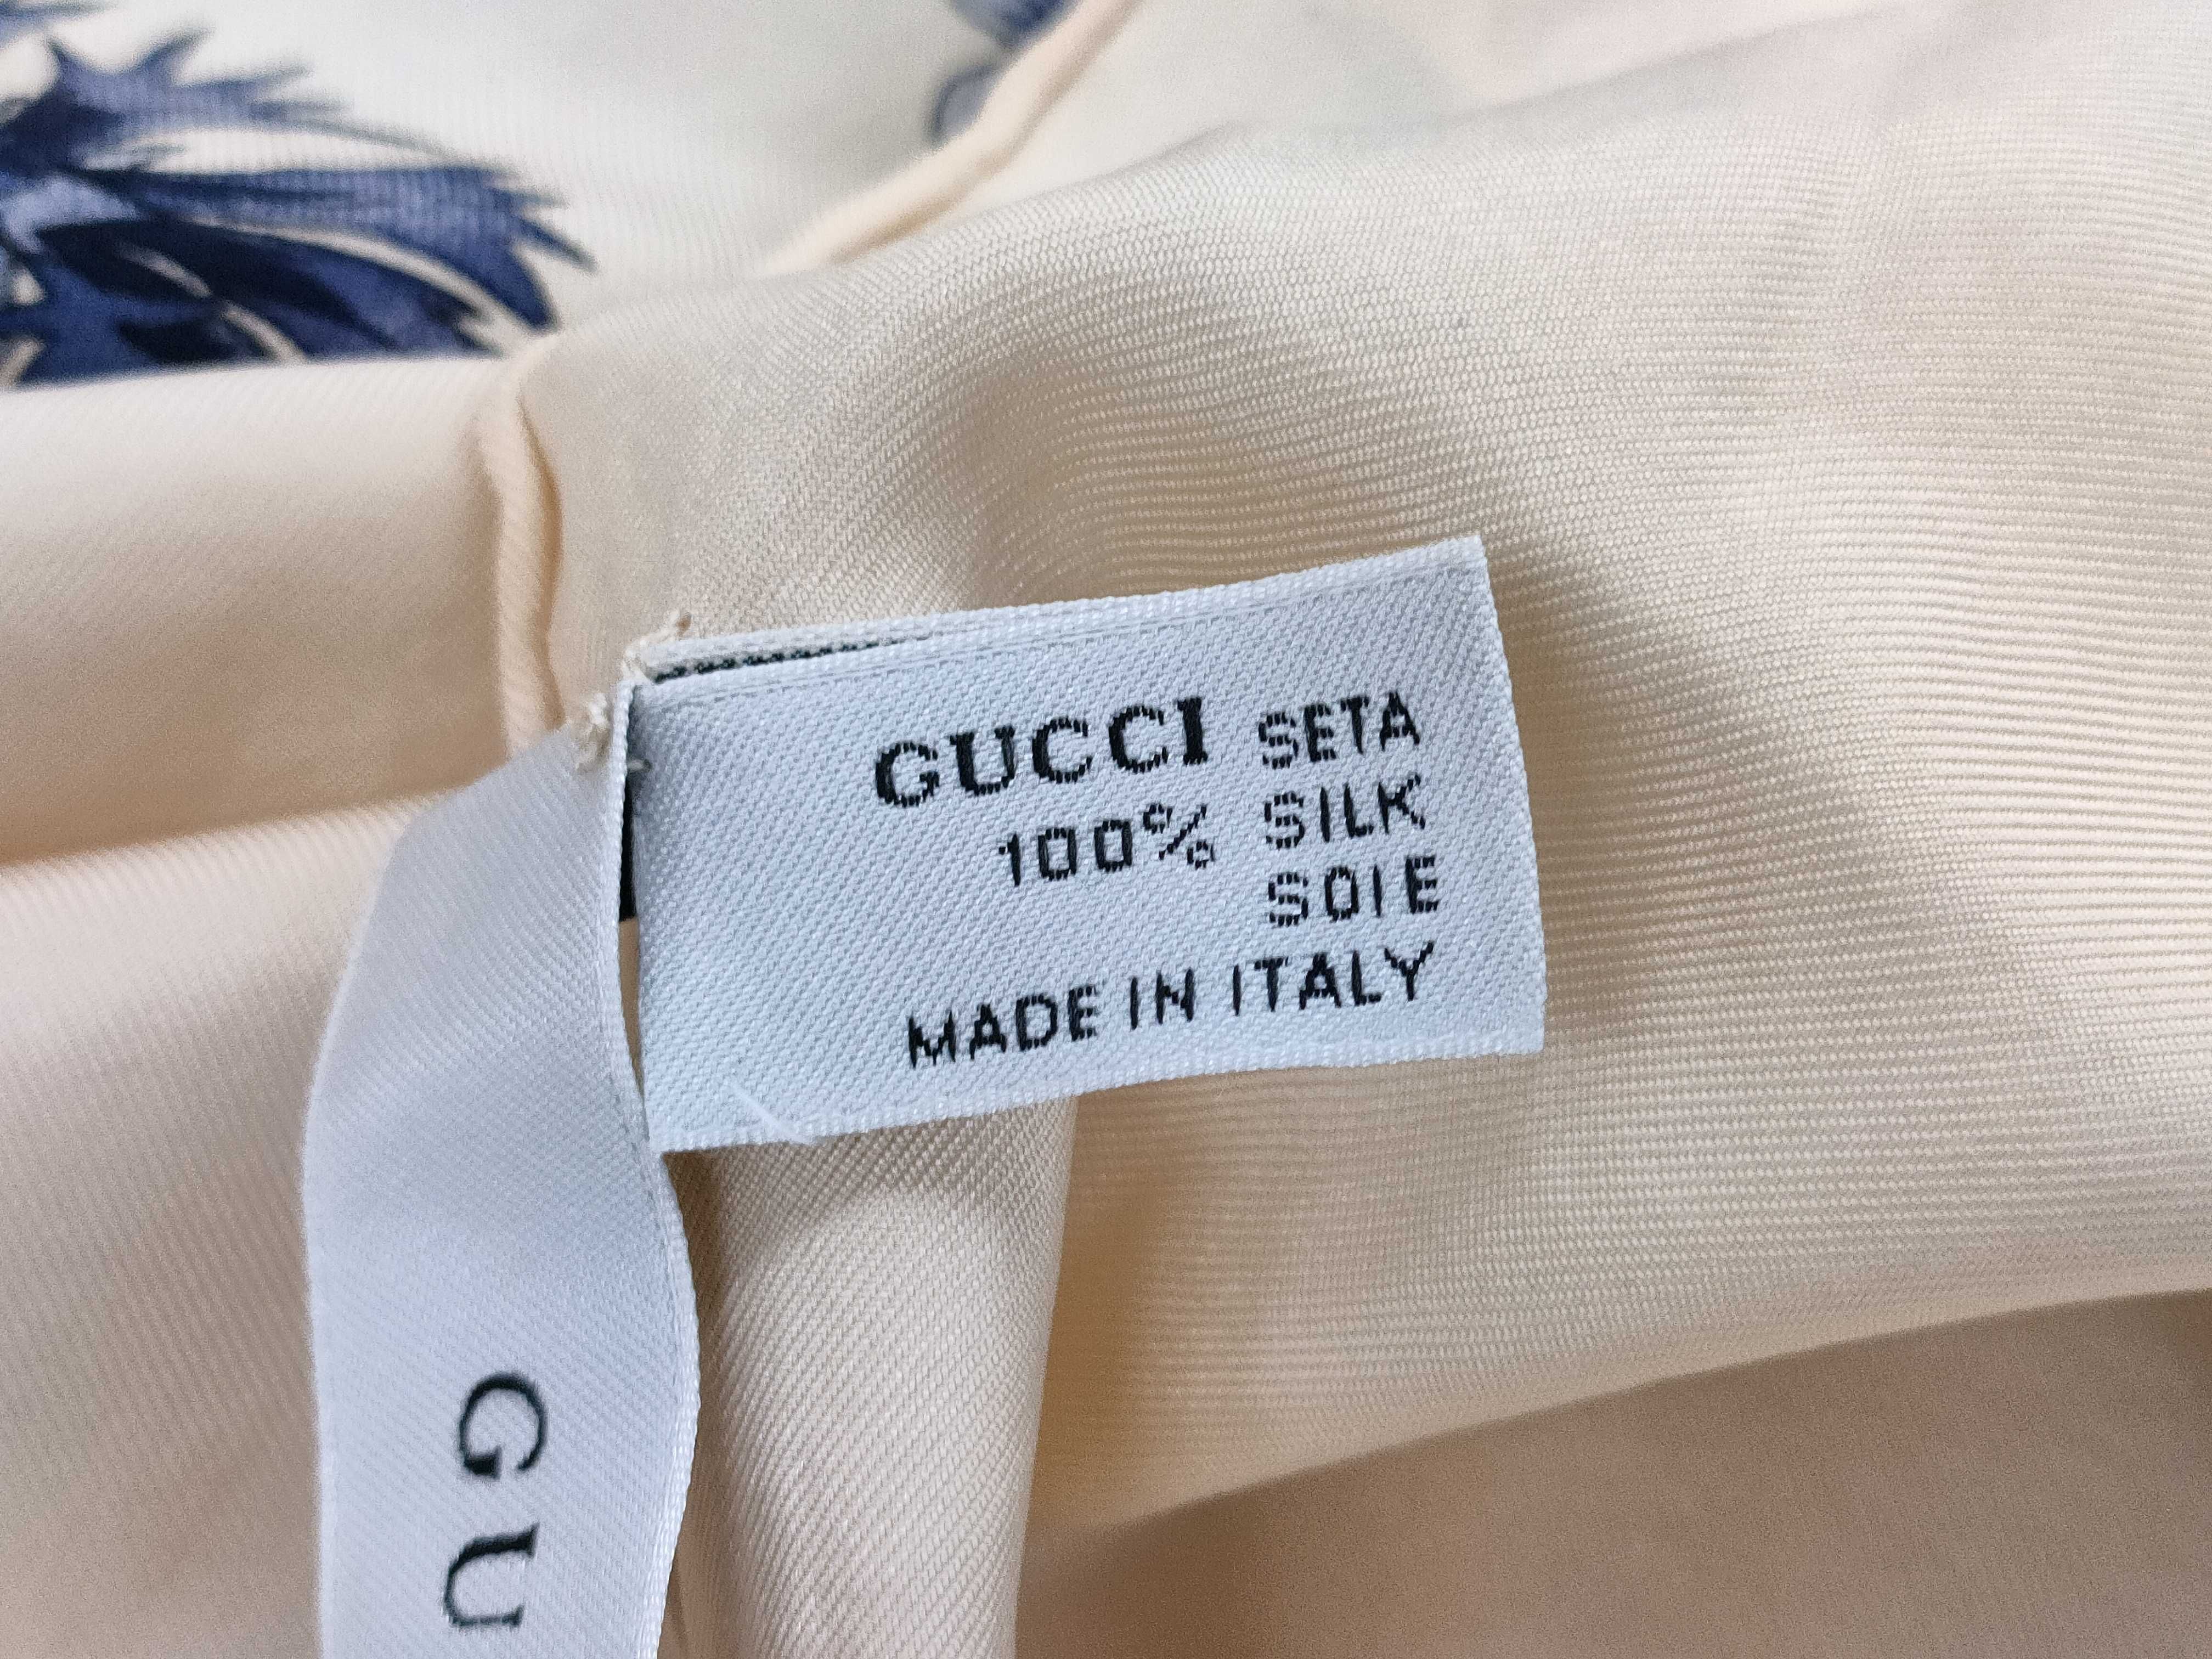 GUCCI SETA
100% SILK
SOIE
MADE IN ITALY
GU